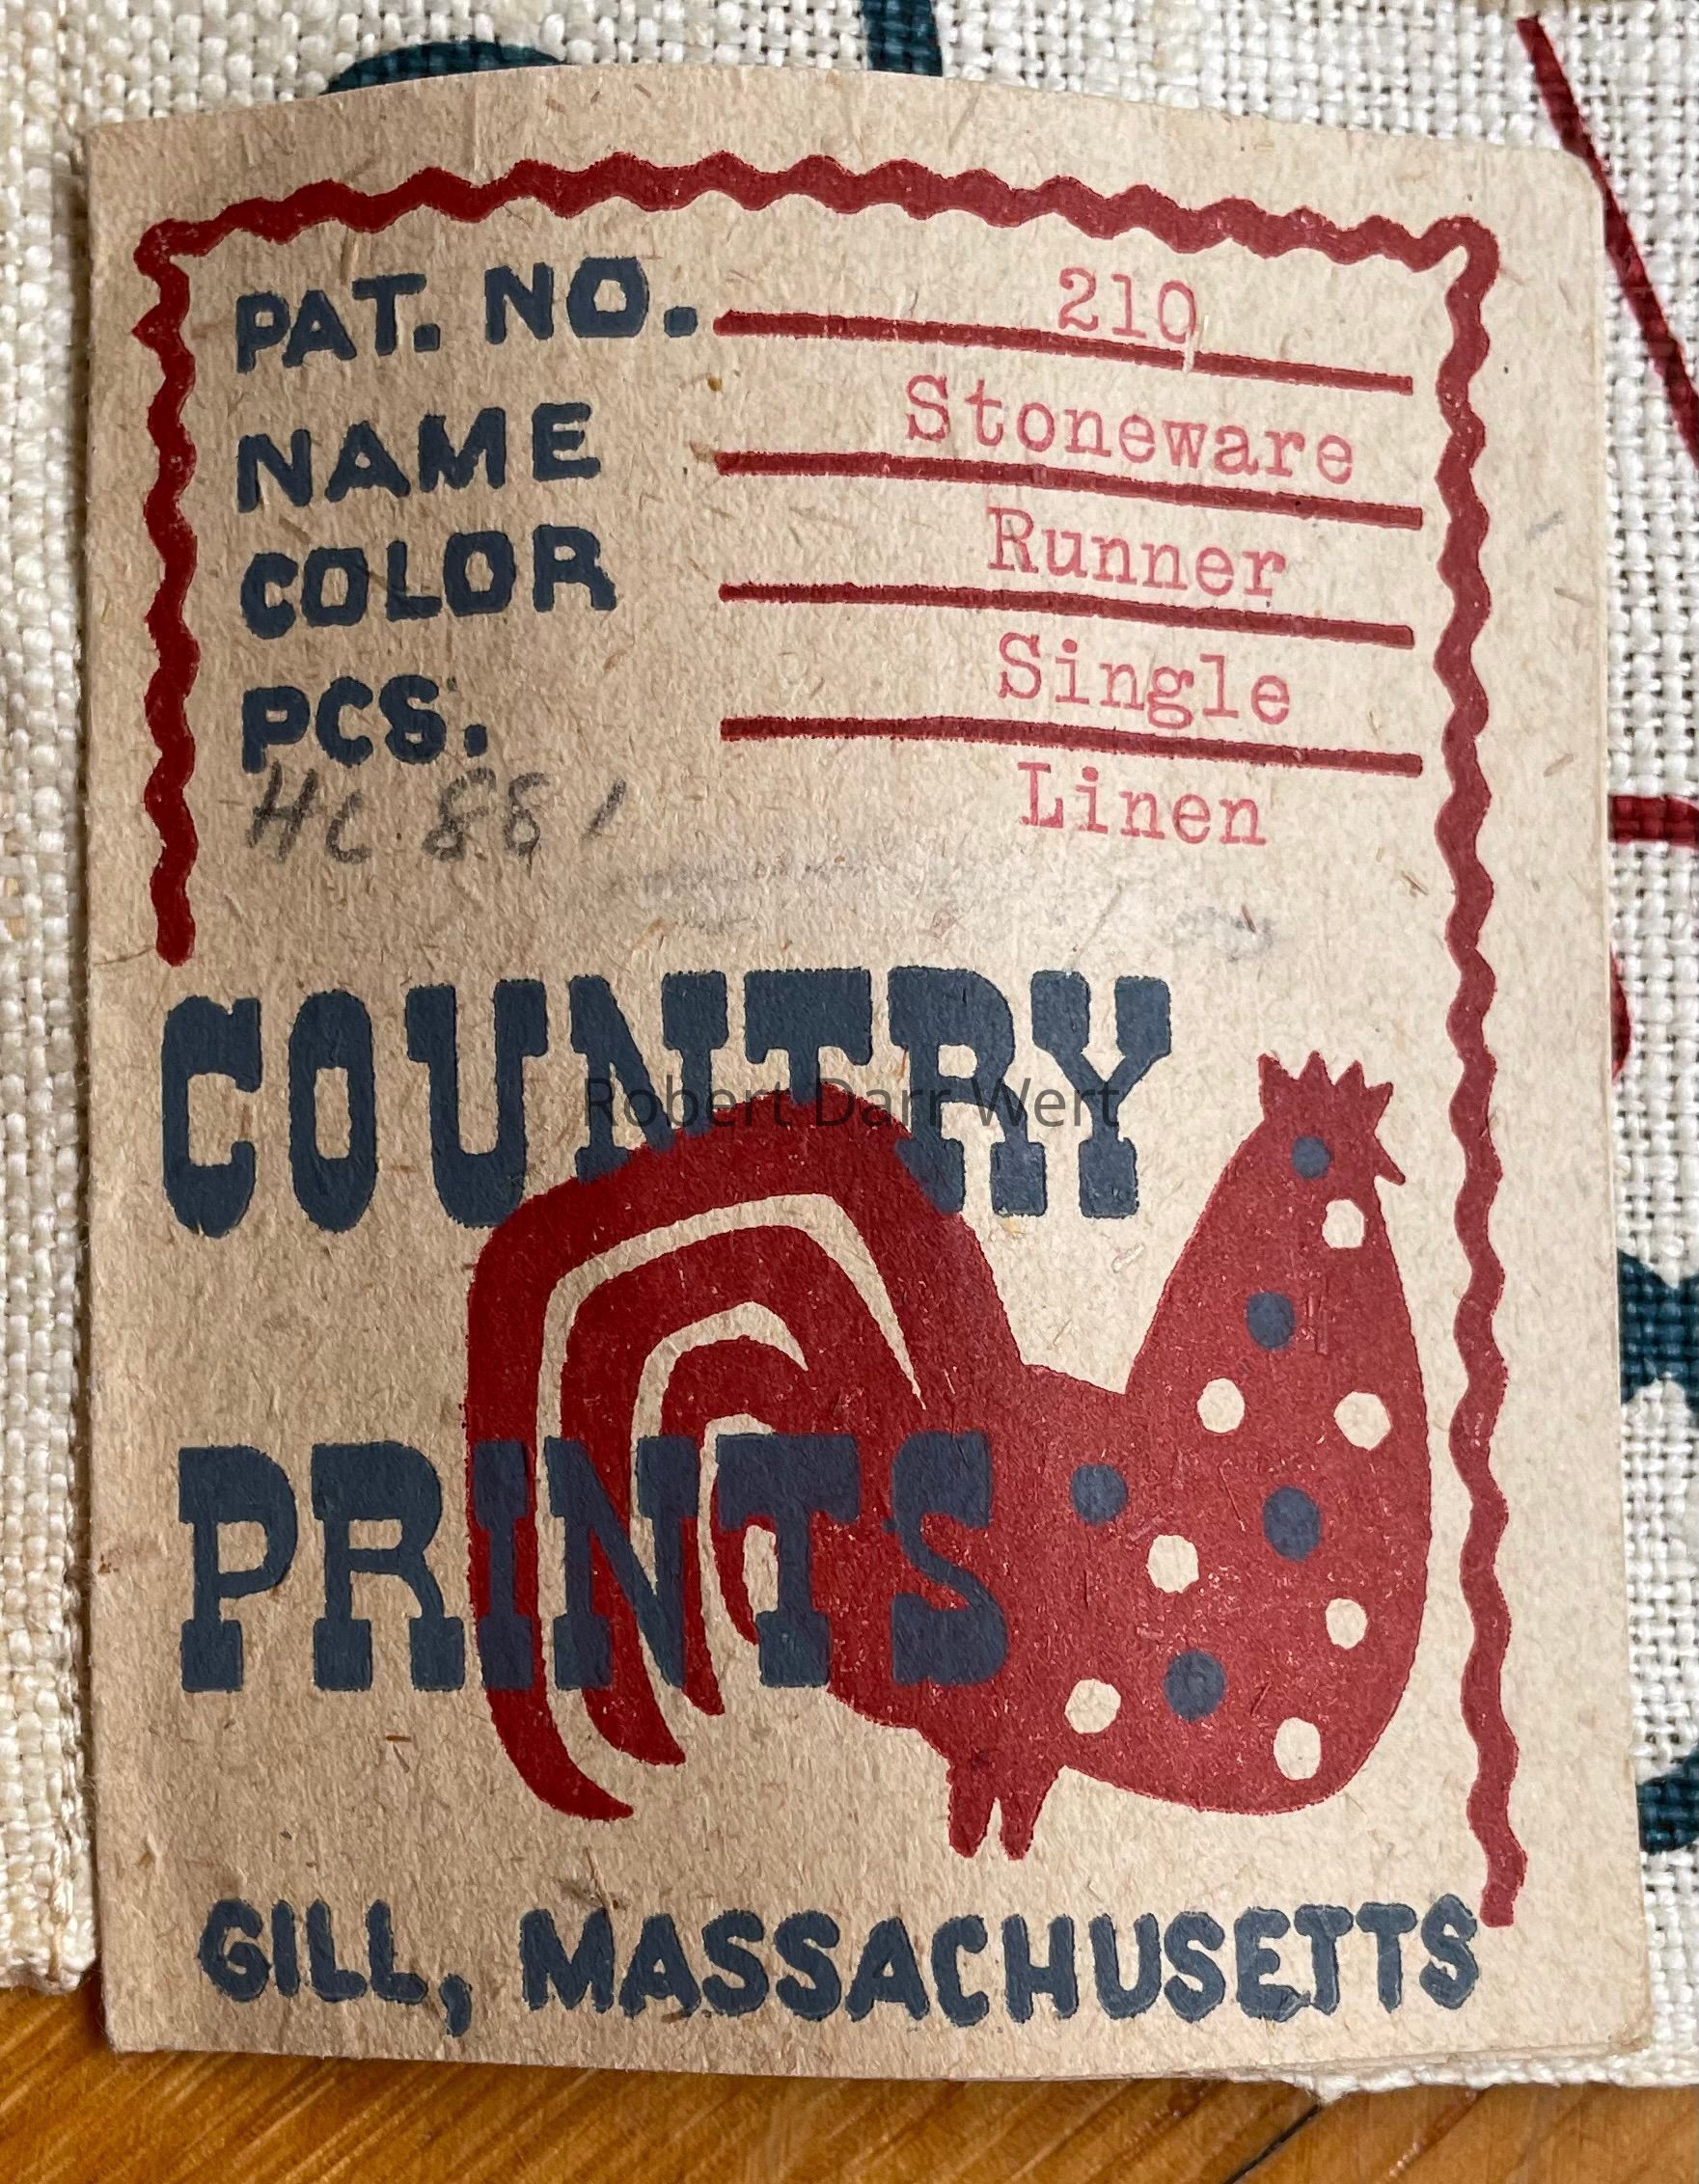 PAT. NO. 210
NAME Stoneware
COLOR Runner
PCS. Single
HC 881 Linen
COUNTRY
Robert Darr Wert
PRINTS
GILL, MASSACHUSETTS